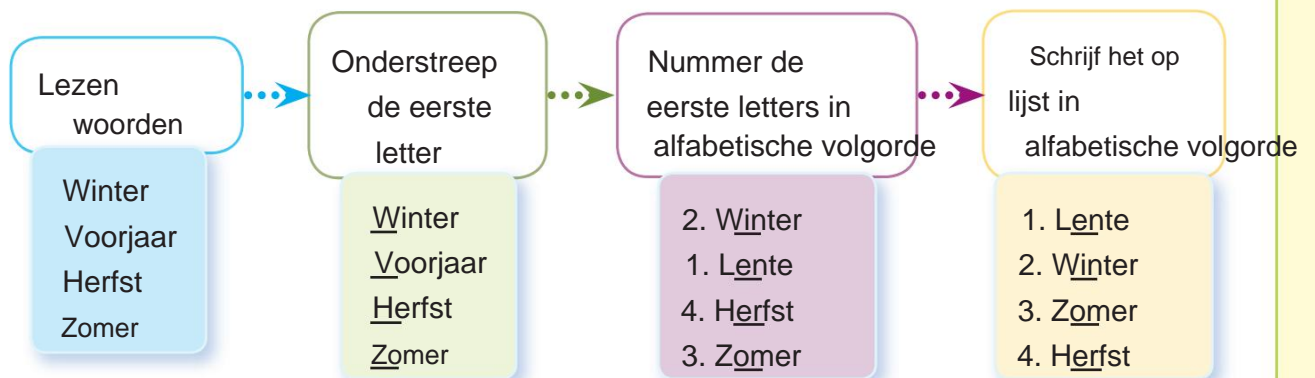 Lezen
woorden
Winter
Voorjaar
Herfst
Zomer
Onderstreep
de eerste
letter
Winter
Voorjaar
Herfst
Zomer
Nummer de
eerste letters in
alfabetische volgorde
2. Winter
1. Lente
4. Herfst
3. Zomer
Schrijf het op
lijst in
alfabetische volgorde
1. Lente
2. Winter
3. Zomer
4. Herfst